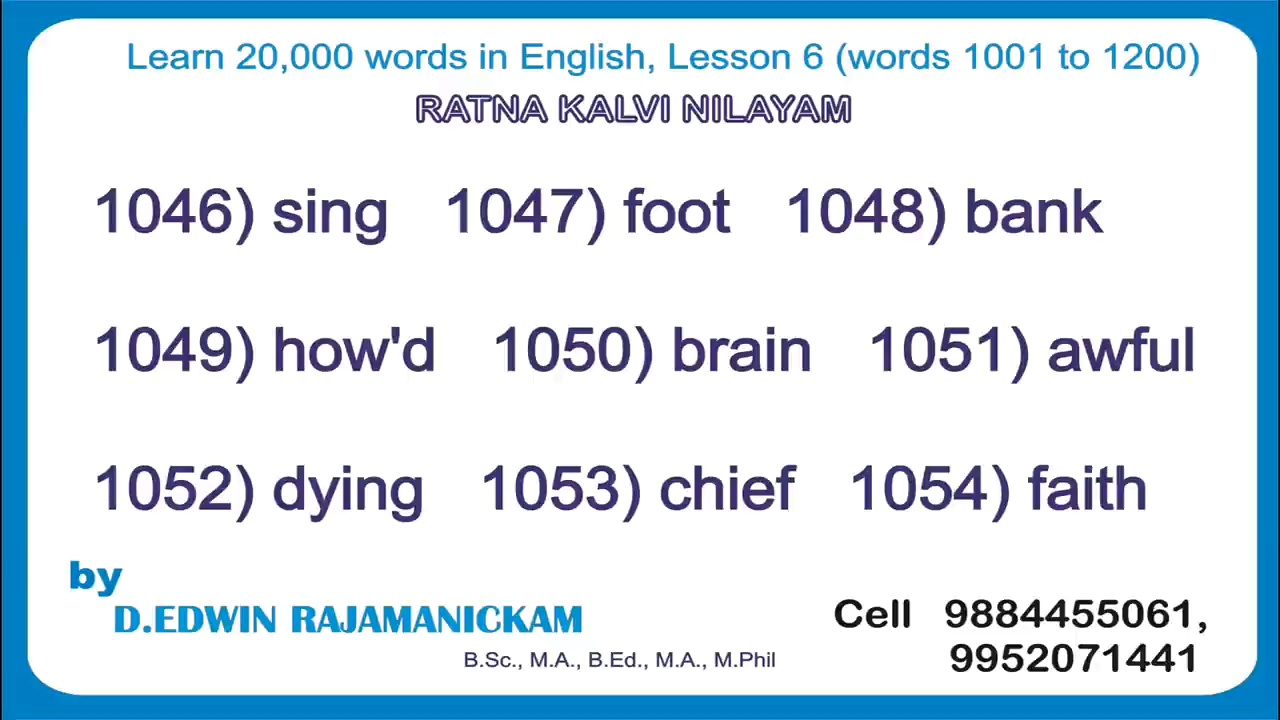 Learn 20,000 words in English, Lesson 6 (words 1001 to 1200)
RATNA KALVI NILAYAM
1046) sing 1047) foot 1048) bank
1049) how'd 1050) brain 1051) awful
1052) dying 1053) chief 1054) faith
by
D.EDWIN RAJAMANICKAM
B.Sc., M.A., B.Ed., M.A., M.Phil
Cell 9884455061,
9952071441